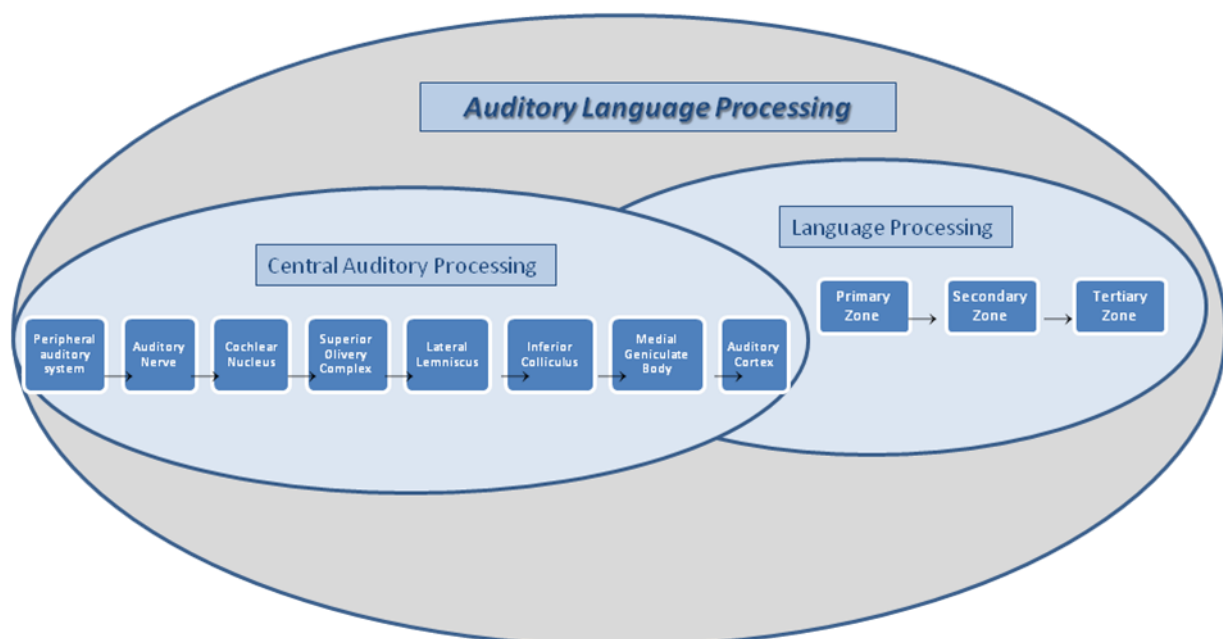 Auditory Language Processing
Language Processing
Central Auditory Processing
Primary
Zone
Secondary
Zone
Tertiary
Zone
Peripheral
auditory
system
Auditory
Nerve
Cochlear
Nucleus
Superior
Olivery
Complex
Lateral
Lemniscus
Inferior
Colliculus
Medial
Geniculate
Body
Auditory
Cortex